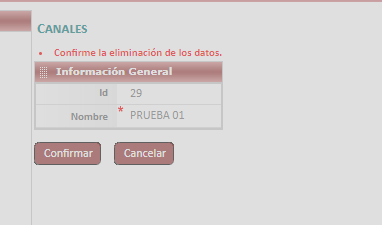 CANALES
• Confirme la eliminación de los datos.
Información General
Id 29
Nombre * PRUEBA 01
Confirmar Cancelar